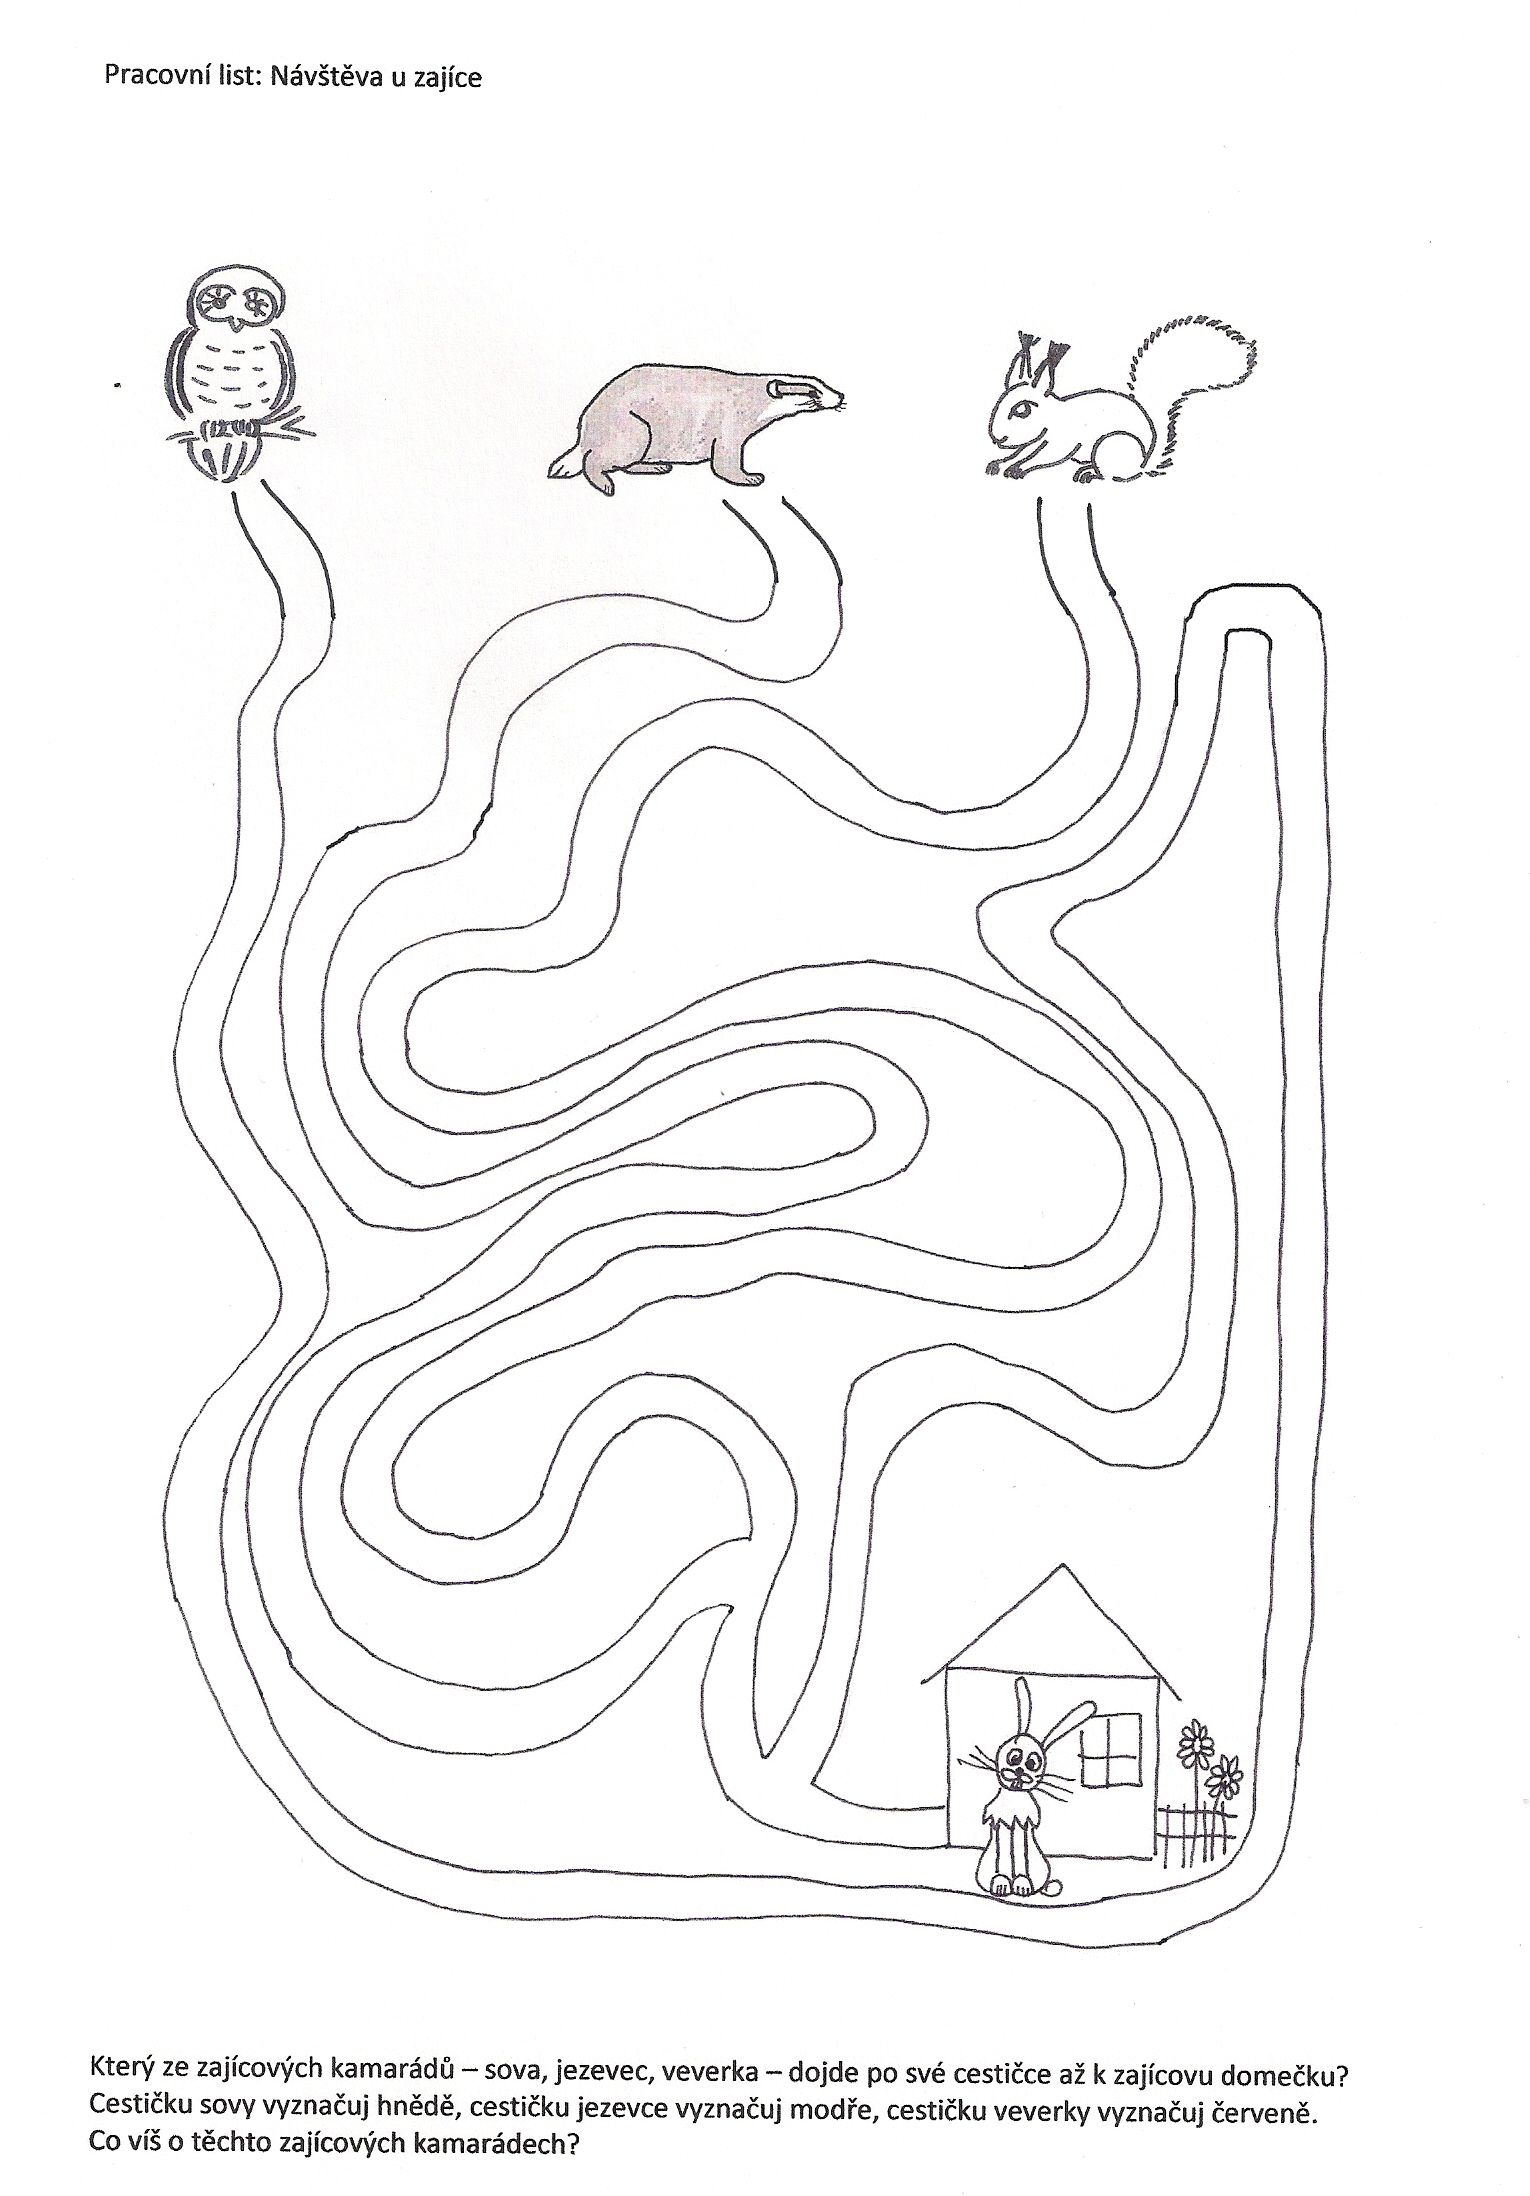 Pracovní list: Návštěva u zajíce
Který ze zajícových kamarádů – sova, jezevec, veverka – dojde po své cestičce až k zajícovu domečku?
Cestičku sovy vyznačuj hnědě, cestičku jezevce vyznačuj modře, cestičku veverky vyznačuj červeně.
Co víš o těchto zajícových kamarádech?